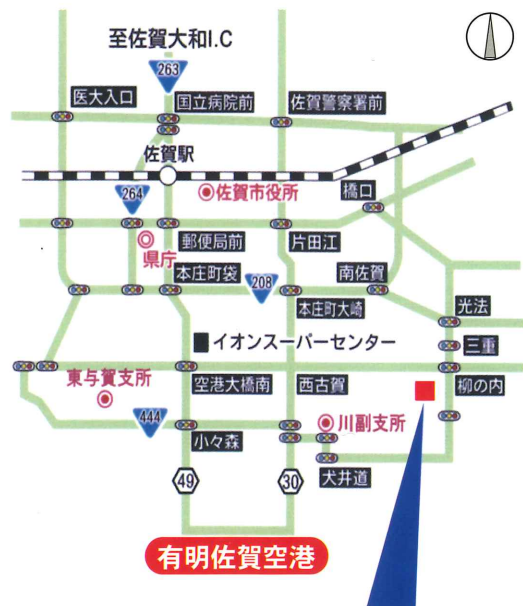 至佐賀大和I.C
263
医大入口
国立病院前
佐賀警察署前
佐賀駅
264
佐賀市役所
橋口
郵便局前
片田江
県庁
本庄町袋
208
南佐賀
本庄町大崎
光法
イオンスーパーセンター
三重
東与賀支所
空港大橋南
西古賀
柳の内
444
小々森
川副支所
犬井道
49
30
有明佐賀空港